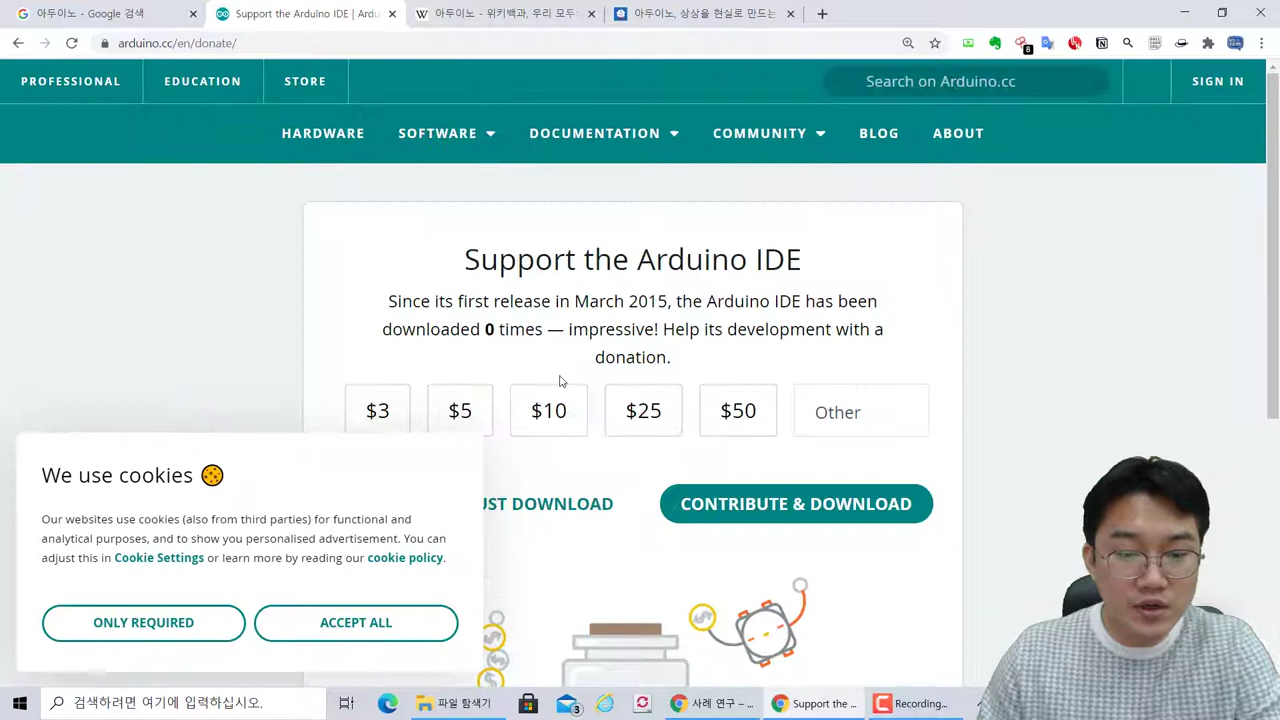 아두이노 - Google 검색
Support the Arduino IDE | Ardu
아두이노 - 위키백과, 우리 모두의
아두이노, 상상을 현실로 만드는
arduino.cc/en/donate/
8
PROFESSIONAL
EDUCATION
STORE
Search on Arduino.cc
SIGN IN
HARDWARE
SOFTWARE
DOCUMENTATION
COMMUNITY
BLOG
ABOUT
Support the Arduino IDE
Since its first release in March 2015, the Arduino IDE has been
downloaded 0 times — impressive! Help its development with a
donation.
$3
$5
$10
$25
$50
Other
UST DOWNLOAD
CONTRIBUTE & DOWNLOAD
We use cookies
Our websites use cookies (also from third parties) for functional and
analytical purposes, and to show you personalised advertisement. You can
adjust this in Cookie Settings or learn more by reading our cookie policy.
ONLY REQUIRED
ACCEPT ALL
검색하려면 여기에 입력하십시오.
파일 탐색기
3
사례 연구 – ...
Support the ...
Recording...